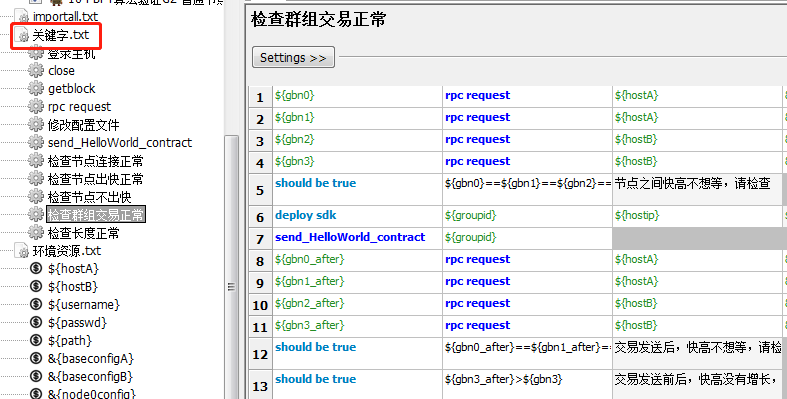 importall.txt
关键字.txt
登录主机
close
getblock
rpc request
修改配置文件
send_HelloWorld_contract
检查节点连接正常
检查节点出快正常
检查节点不出快
检查群组交易正常
检查长度正常
环境资源.txt
${hostA}
${hostB}
${username}
${passwd}
${path}
&{baseconfigA}
&{baseconfigB}
&{node0config}
检查群组交易正常
Settings >>
1 ${gbn0} rpc request ${hostA}
2 ${gbn1} rpc request ${hostA}
3 ${gbn2} rpc request ${hostB}
4 ${gbn3} rpc request ${hostB}
5 should be true ${gbn0}==${gbn1}==${gbn2}== 节点之间快高不想等，请检查
6 deploy sdk ${groupid} ${hostip}
7 send_HelloWorld_contract ${groupid}
8 ${gbn0_after} rpc request ${hostA}
9 ${gbn1_after} rpc request ${hostA}
10 ${gbn2_after} rpc request ${hostB}
11 ${gbn3_after} rpc request ${hostB}
12 should be true ${gbn0_after}==${gbn1_after}= 交易发送后，快高不想等，请检
13 should be true ${gbn3_after}>${gbn3} 交易发送前后，快高没有增长，